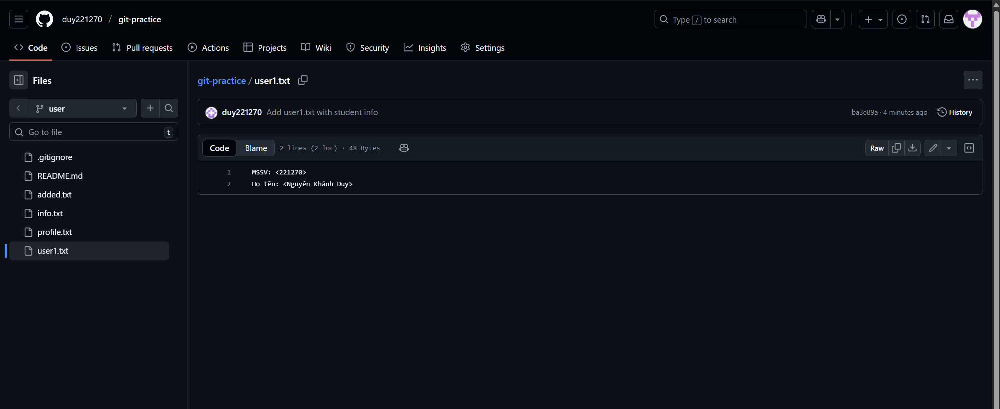 duy221270 / git-practice
Type / to search
Code Issues Pull requests Actions Projects Wiki Security Insights Settings
Files
user
Go to file t
.gitignore
README.md
added.txt
info.txt
profile.txt
user1.txt
git-practice / user1.txt
duy221270 Add user1.txt with student info
ba3e89a · 4 minutes ago History
Code Blame 2 lines (2 loc) · 48 Bytes
Raw
1 MSSV: <221270>
2 Họ tên: <Nguyễn Khánh Duy>